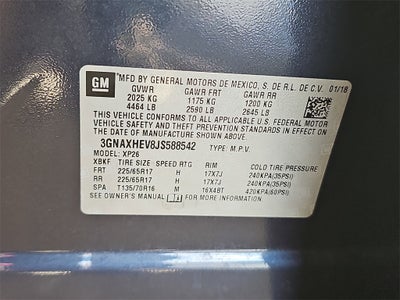 GM
MFD BY GENERAL MOTORS DE MEXICO, S. DE R.L. DE C.V. 01/18
GVWR GAWR FRT GAWR RR
2025 KG 1175 KG 1200 KG
4464 LB 2590 LB 2645 LB
THIS VEHICLE CONFORMS TO ALL APPLICABLE U.S. FEDERAL MOTOR
VEHICLE SAFETY AND THEFT PREVENTION STANDARDS IN EFFECT ON
THE DATE OF MANUFACTURE SHOWN ABOVE.
3GNAXHEV8JS588542 TYPE: M.P.V.
MODEL: XP26
XBKF TIRE SIZE SPEED RTG RIM COLD TIRE PRESSURE
FRT 225/65R17 H 17X7J 240KPA(35PSI)
RR 225/65R17 H 17X7J 240KPA(35PSI)
SPA T135/70R16 M 16X4BT 420KPA(60PSI)
SEE OWNER'S MANUAL FOR MORE INFORMATION.